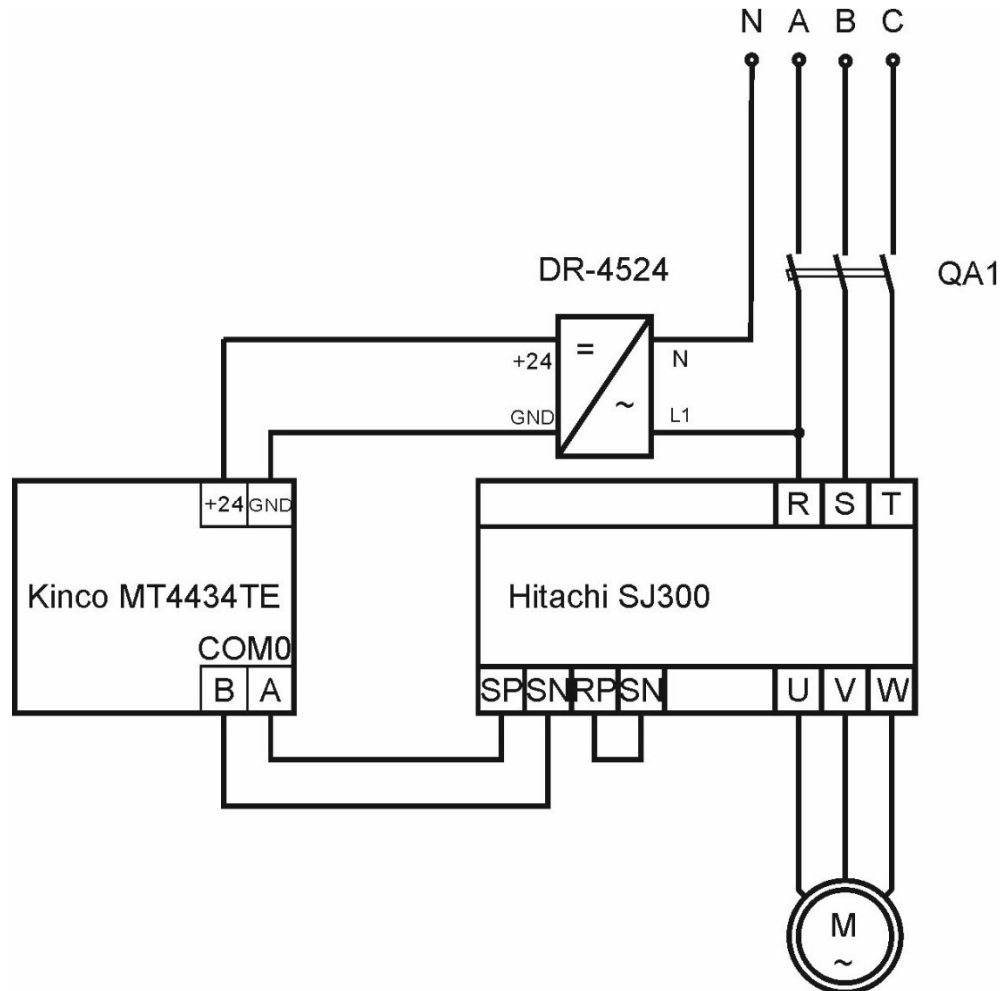 N A B C
QA1
DR-4524
=
+24
N
~
GND
L1
+24 GND
R S T
Kinco MT4434TE
Hitachi SJ300
COM0
B A
SP SN RP SN
U V W
M
~